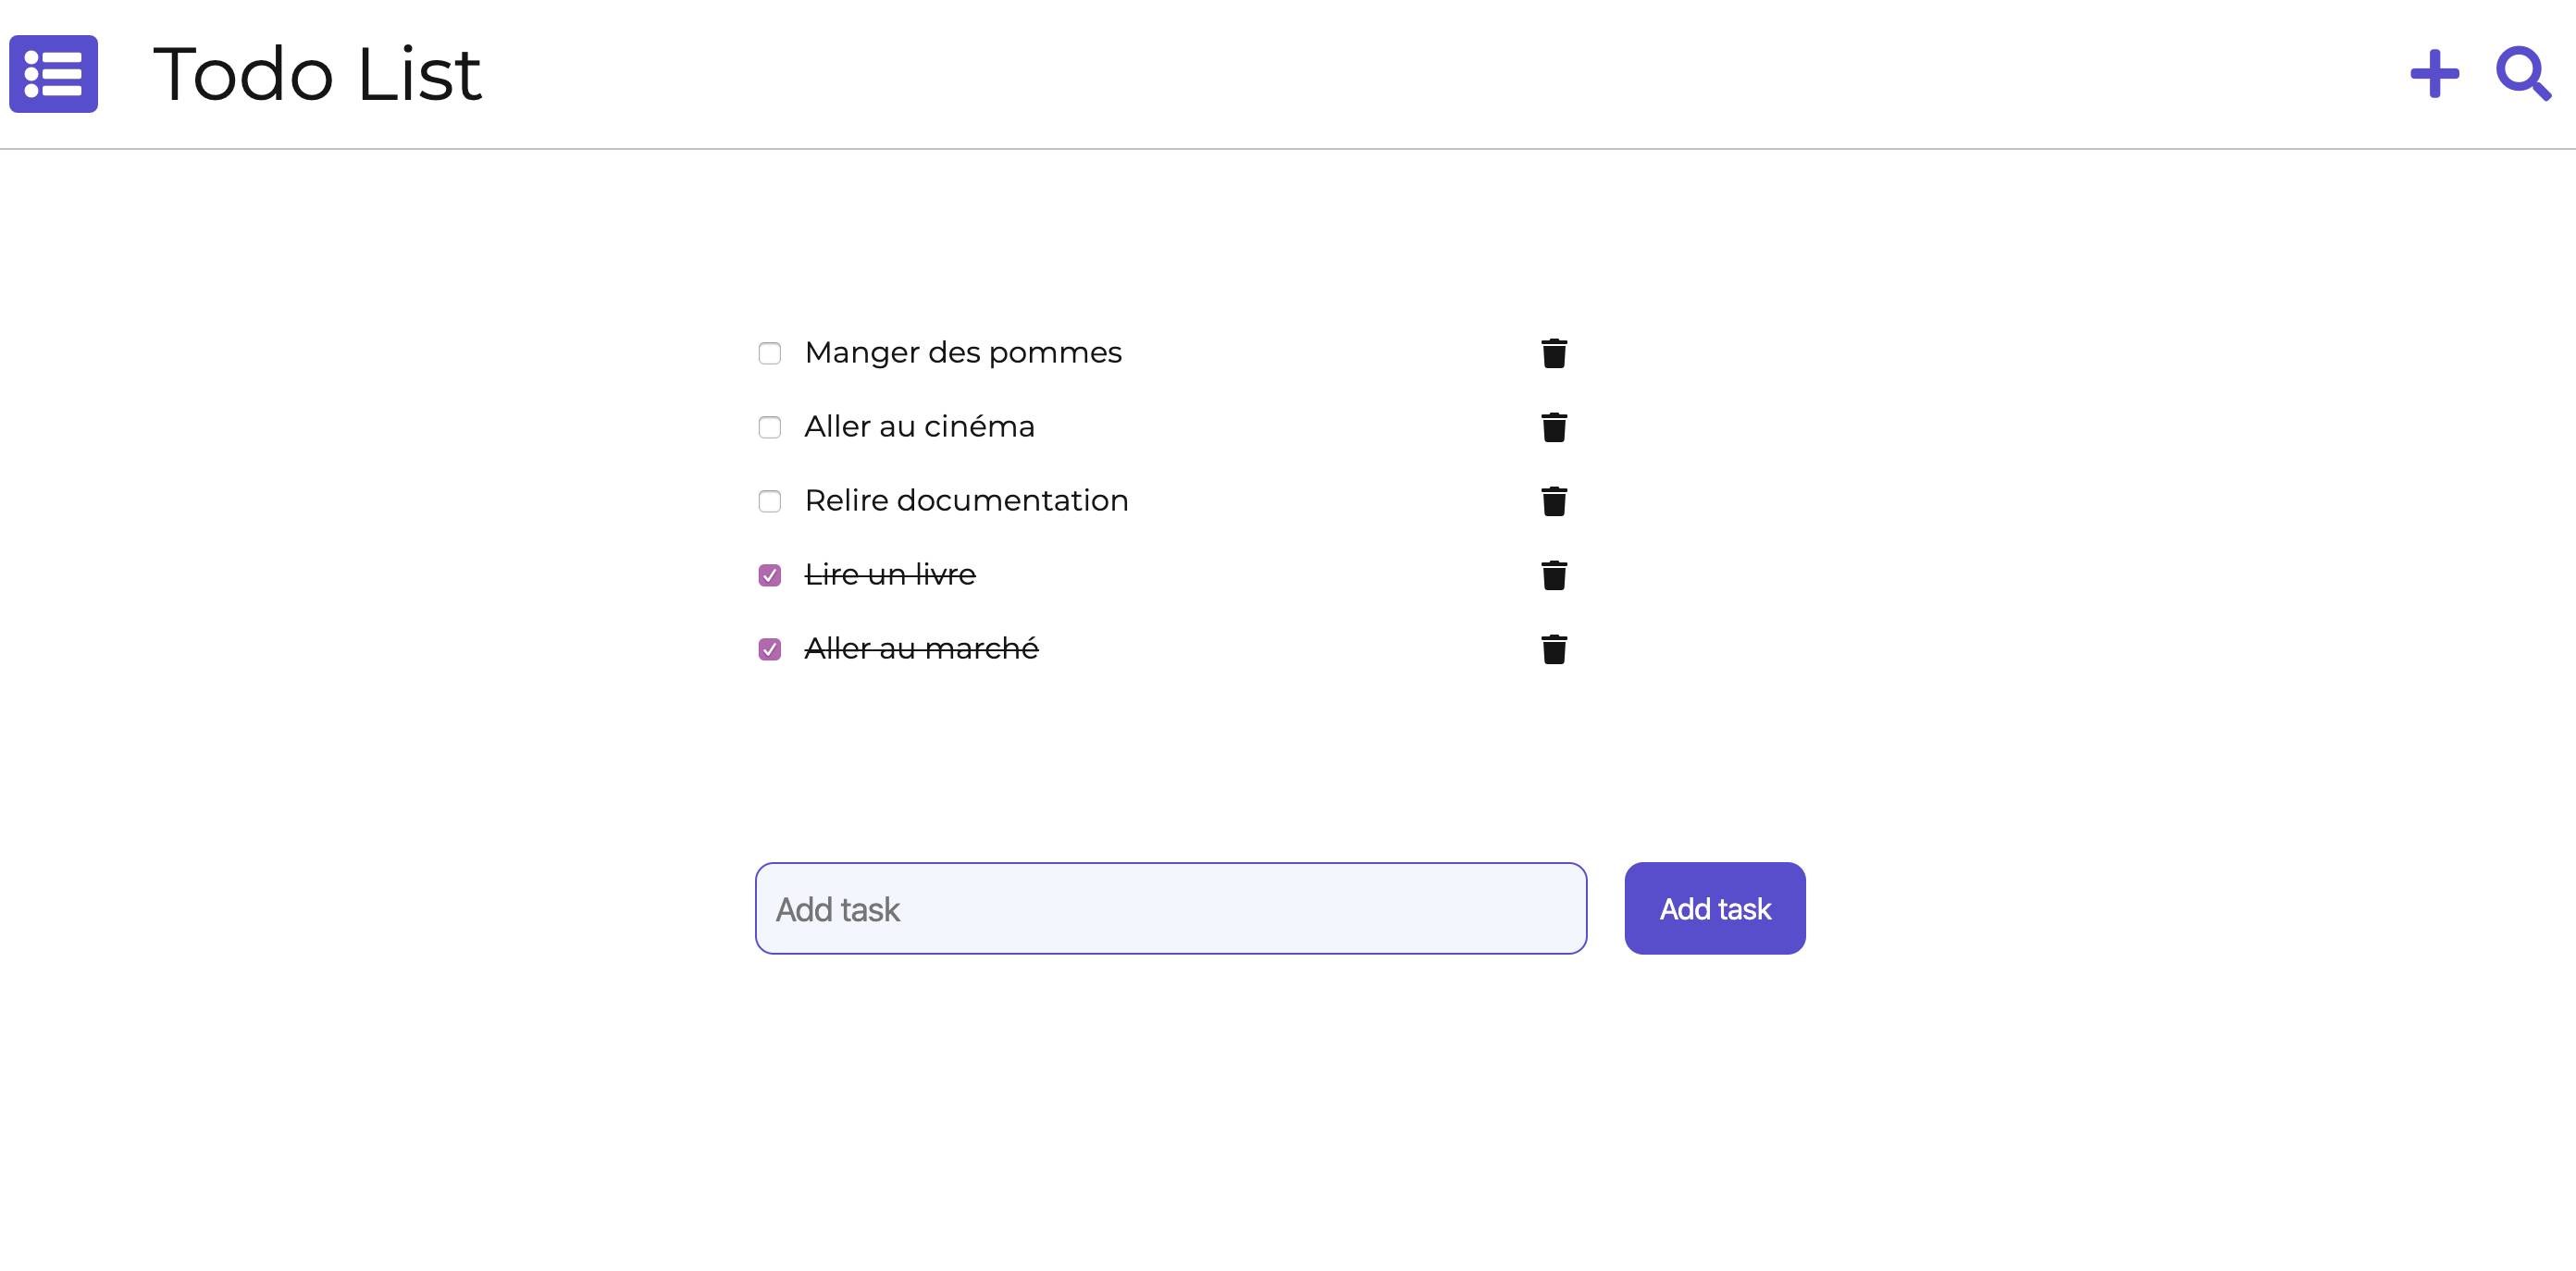 Todo List
Manger des pommes
Aller au cinéma
Relire documentation
Lire un livre
Aller au marché
Add task
Add task